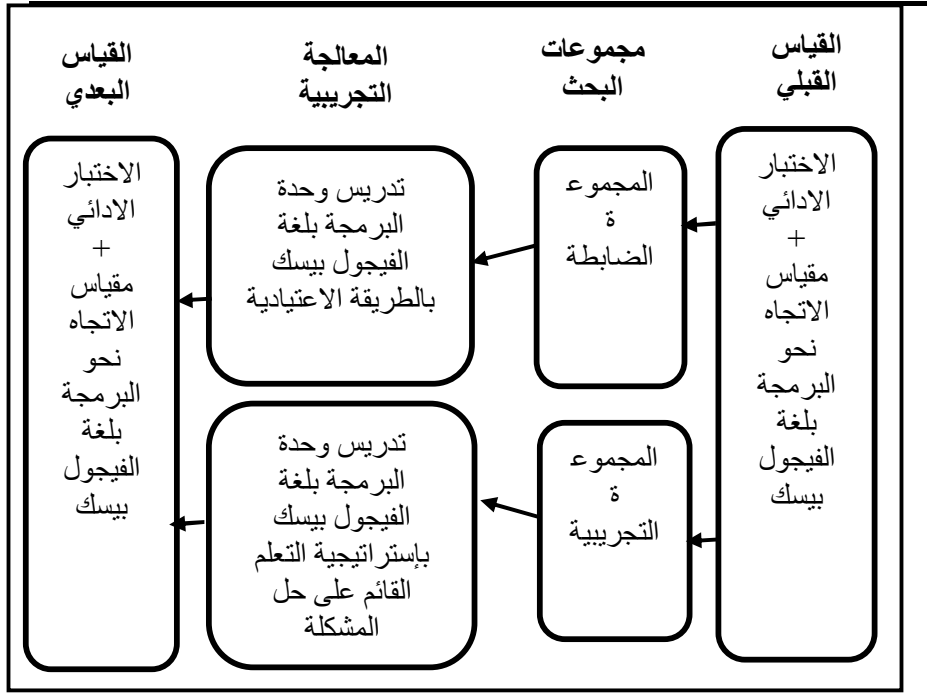 القياس
القبلي
مجموعات
البحث
المعالجة
التجريبية
القياس
البعدي
الاختبار
الادائي
+
مقياس
الاتجاه
نحو
البرمجة
بلغة
الفيجول
بيسك
المجموع
ة
الضابطة
تدريس وحدة
البرمجة بلغة
الفيجول بيسك
بالطريقة الاعتيادية
المجموع
ة
التجريبية
تدريس وحدة
البرمجة بلغة
الفيجول بيسك
بإستراتيجية التعلم
القائم على حل
المشكلة
الاختبار
الادائي
+
مقياس
الاتجاه
نحو
البرمجة
بلغة
الفيجول
بيسك